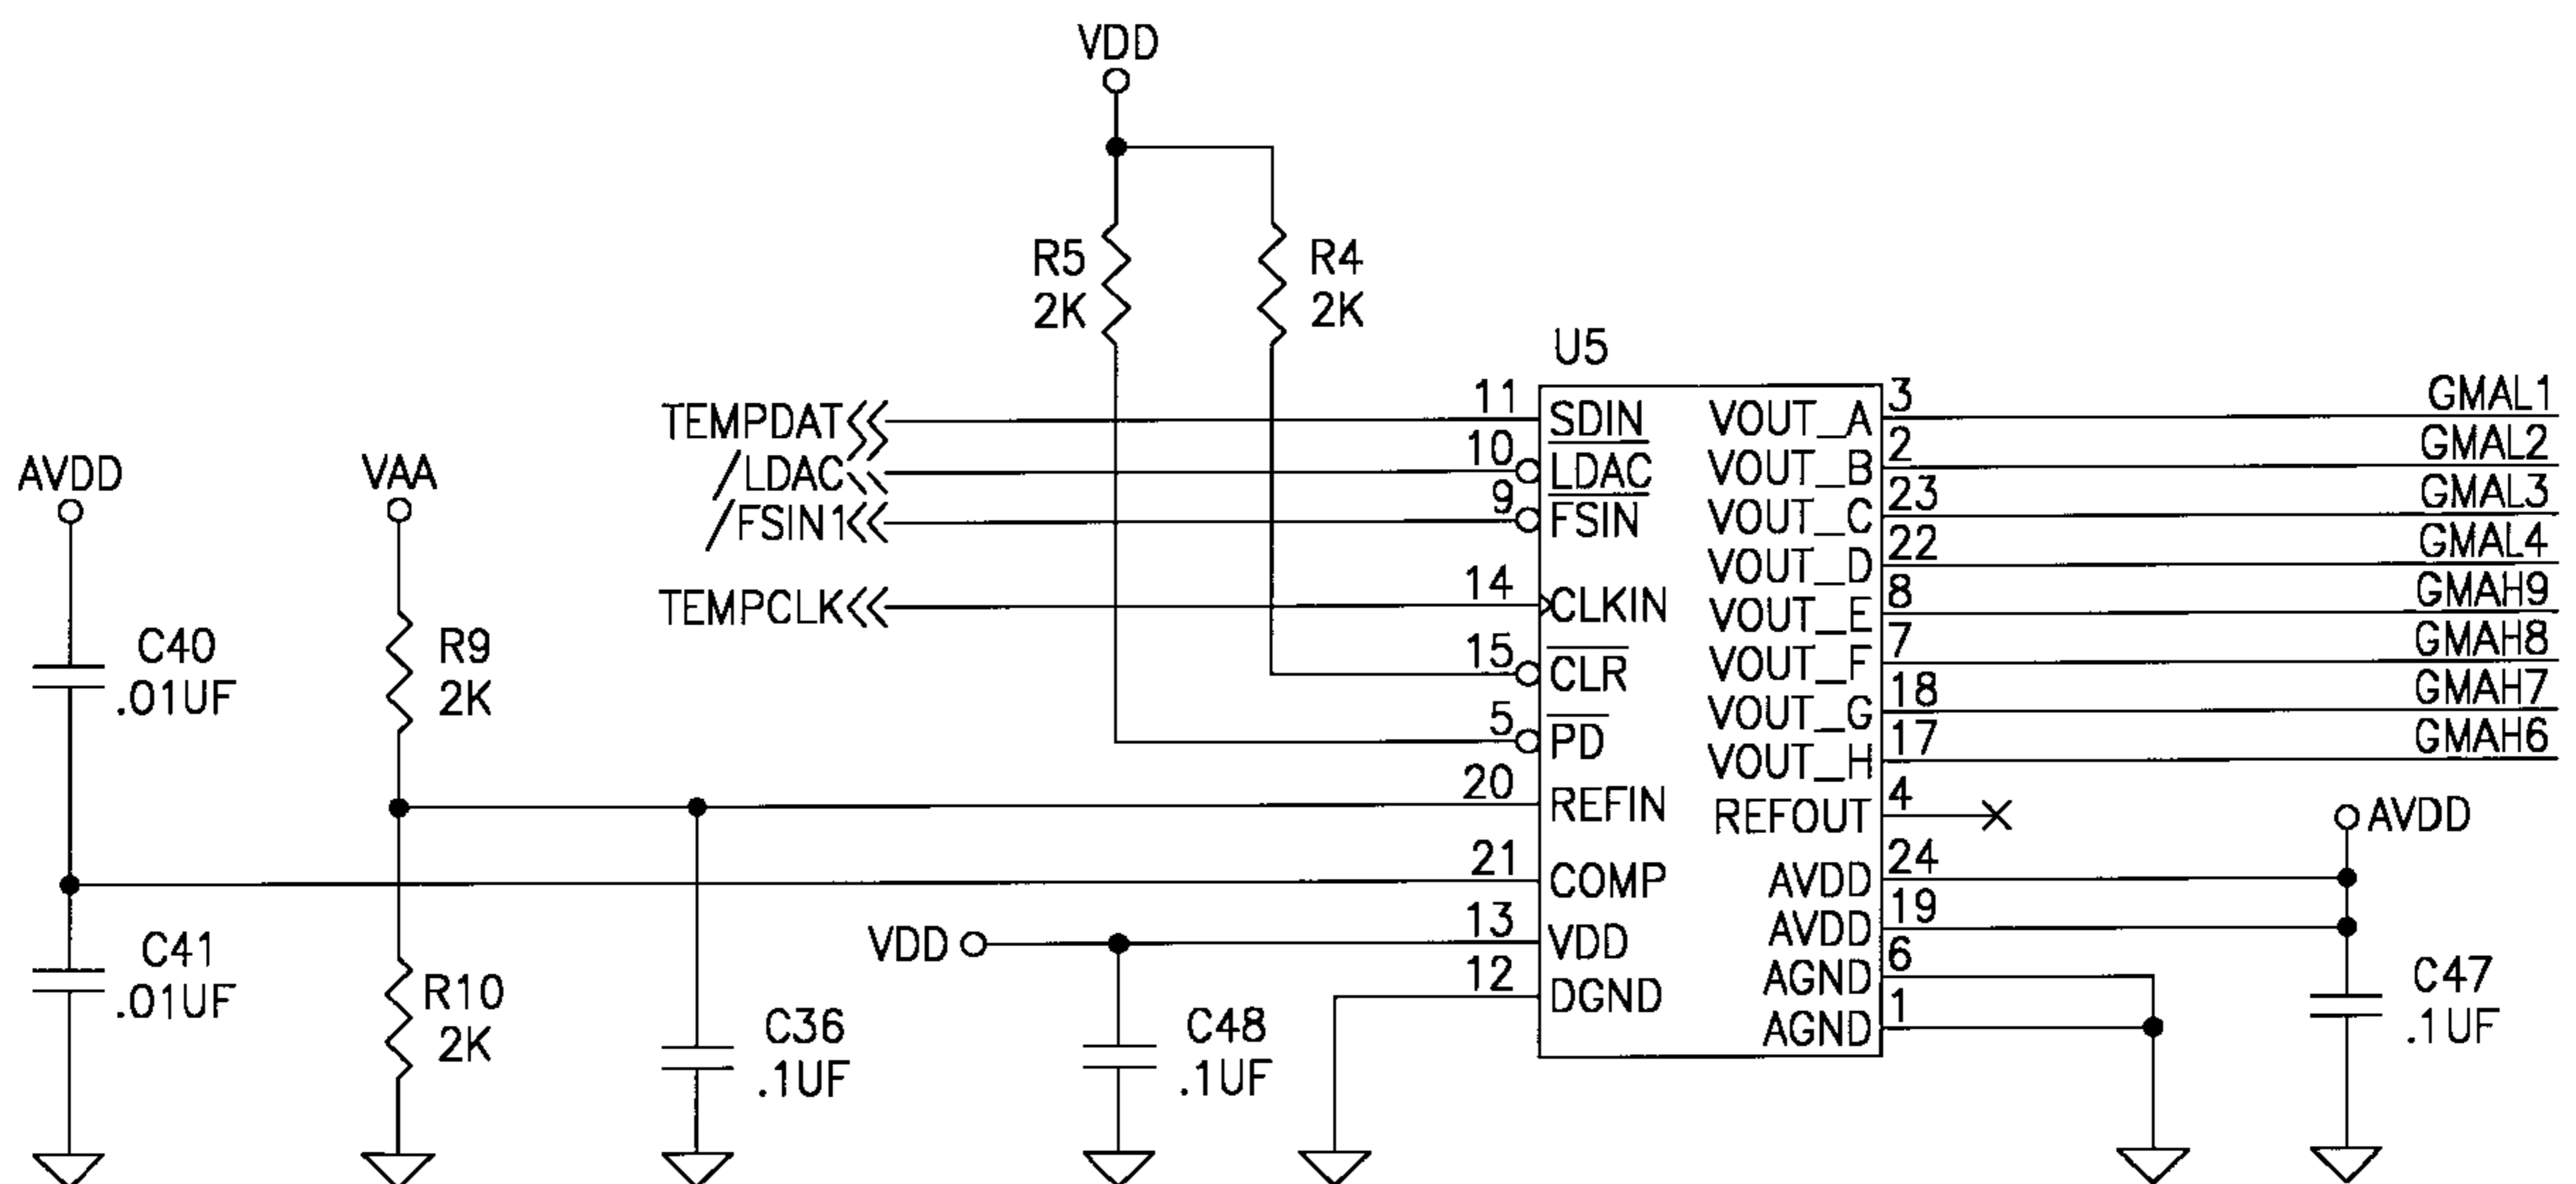 VDD
R5
2K
R4
2K
U5
AVDD
VAA
C40
.01UF
R9
2K
C41
.01UF
R10
2K
C36
.1UF
VDD
C48
.1UF
TEMPDAT
/LDAC
/FSIN1
TEMPCLK
11 SDIN
10 LDAC
9 FSIN
14 CLKIN
15 CLR
5 PD
20 REFIN
21 COMP
13 VDD
12 DGND
VOUT_A 3 GMAL1
VOUT_B 2 GMAL2
VOUT_C 23 GMAL3
VOUT_D 22 GMAL4
VOUT_E 8 GMAH9
VOUT_F 7 GMAH8
VOUT_G 18 GMAH7
VOUT_H 17 GMAH6
REFOUT 4
AVDD 24
AVDD 19
AGND 6
AGND 1
AVDD
C47
.1UF